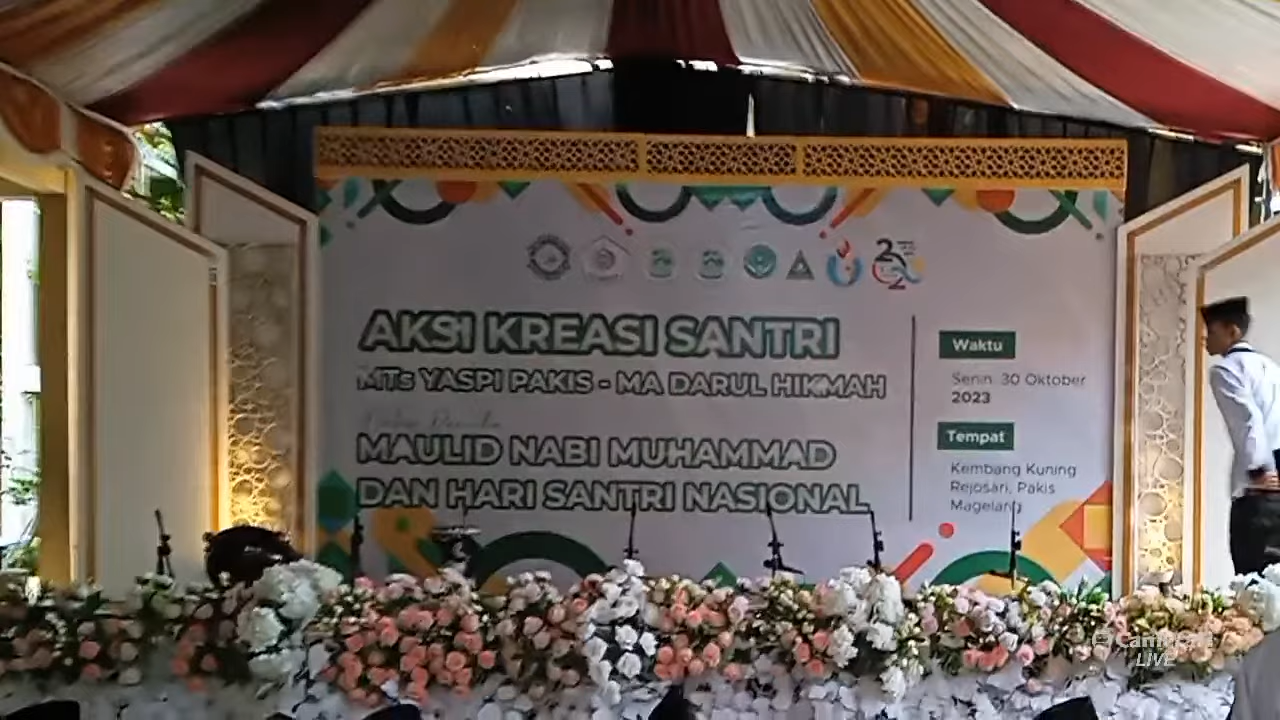 AKSI KREASI SANTRI
MTs YASPI PAKIS - MA DARUL HIKMAH
MAULID NABI MUHAMMAD
DAN HARI SANTRI NASIONAL
Waktu
Senin, 30 Oktober
2023
Tempat
Kembang Kuning
Rejosari, Pakis
Magelang
LIVE